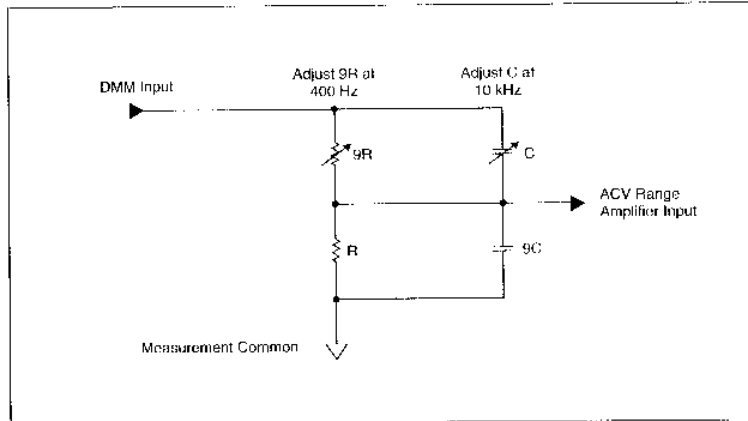 Adjust 9R at
400 Hz
Adjust C at
10 kHz
DMM Input
9R
C
ACV Range
Amplifier Input
R
9C
Measurement Common